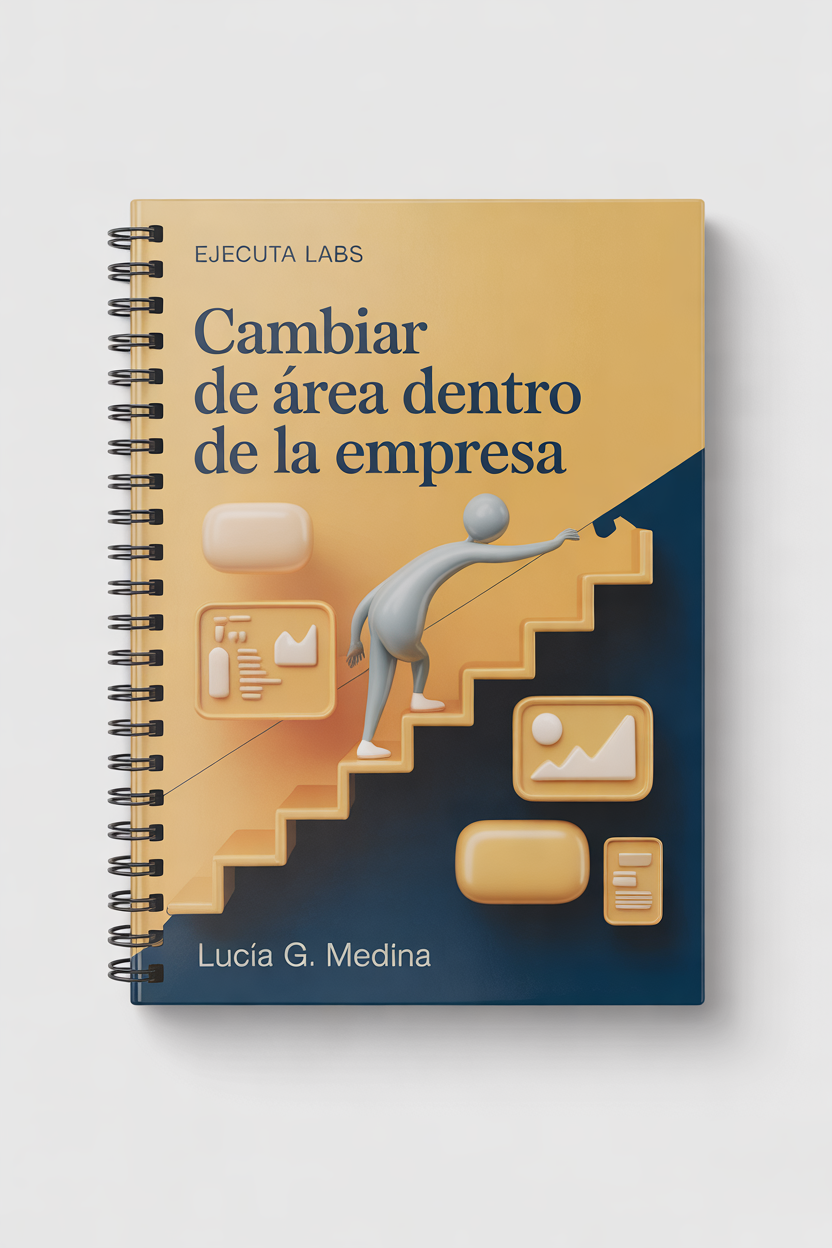 EJECUTA LABS
Cambiar
de área dentro
de la empresa
Lucía G. Medina